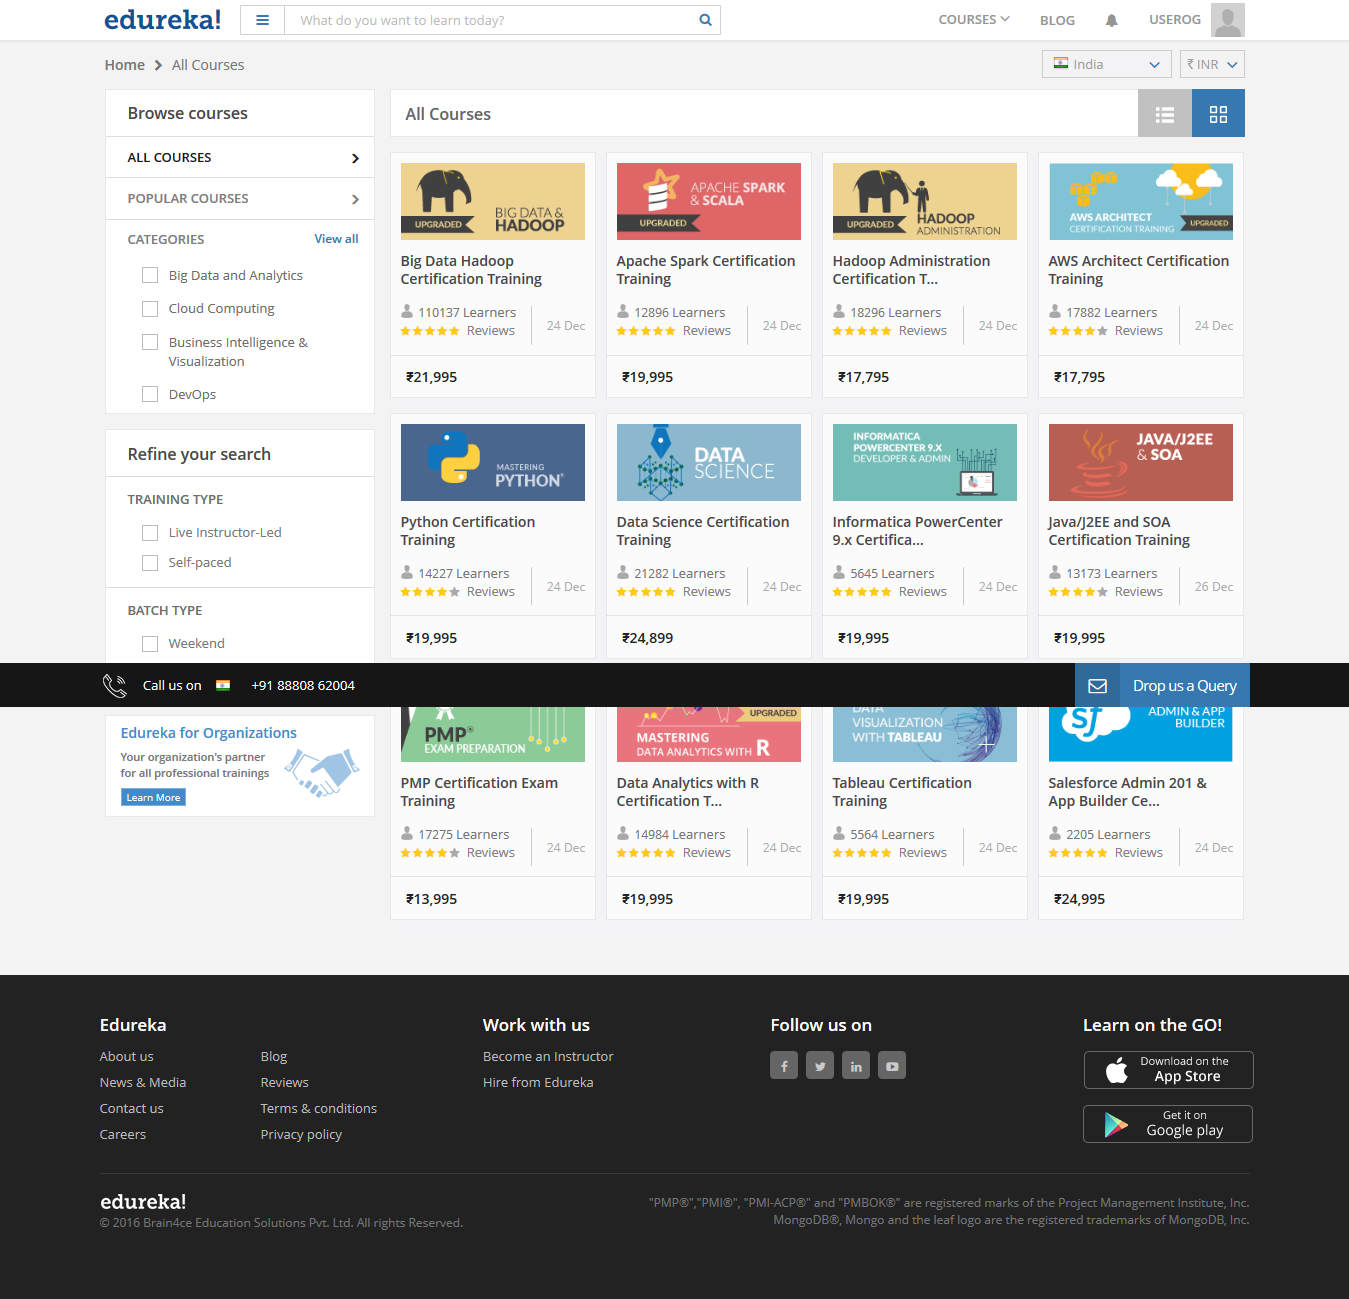 edureka!
What do you want to learn today?
COURSES
BLOG
USEROG
Home
All Courses
India
₹ INR
Browse courses
ALL COURSES
POPULAR COURSES
CATEGORIES
View all
Big Data and Analytics
Cloud Computing
Business Intelligence &
Visualization
DevOps
Refine your search
TRAINING TYPE
Live Instructor-Led
Self-paced
BATCH TYPE
Weekend
All Courses
UPGRADED
BIG DATA &
HADOOP
Big Data Hadoop
Certification Training
110137 Learners
Reviews
24 Dec
₹21,995
APACHE SPARK
& SCALA
UPGRADED
Apache Spark Certification
Training
12896 Learners
Reviews
24 Dec
₹19,995
UPGRADED
HADOOP
ADMINISTRATION
Hadoop Administration
Certification T...
18296 Learners
Reviews
24 Dec
₹17,795
AWS ARCHITECT
CERTIFICATION TRAINING
UPGRADED
AWS Architect Certification
Training
17882 Learners
Reviews
24 Dec
₹17,795
MASTERING
PYTHON®
Python Certification
Training
14227 Learners
Reviews
24 Dec
₹19,995
DATA
SCIENCE
Data Science Certification
Training
21282 Learners
Reviews
24 Dec
₹24,899
INFORMATICA
POWERCENTER 9.X
DEVELOPER & ADMIN
Informatica PowerCenter
9.x Certifica...
5645 Learners
Reviews
24 Dec
₹19,995
JAVA/J2EE
& SOA
Java/J2EE and SOA
Certification Training
13173 Learners
Reviews
26 Dec
₹19,995
Call us on
+91 88808 62004
Drop us a Query
Edureka for Organizations
Your organization's partner
for all professional trainings
Learn More
PMP®
EXAM PREPARATION
PMP Certification Exam
Training
17275 Learners
Reviews
24 Dec
₹13,995
UPGRADED
MASTERING
DATA ANALYTICS WITH R
Data Analytics with R
Certification T...
14984 Learners
Reviews
24 Dec
₹19,995
DATA
VISUALIZATION
WITH TABLEAU
Tableau Certification
Training
5564 Learners
Reviews
24 Dec
₹19,995
sf
ADMIN & APP
BUILDER
Salesforce Admin 201 &
App Builder Ce...
2205 Learners
Reviews
24 Dec
₹24,995
Edureka
About us
News & Media
Contact us
Careers
Blog
Reviews
Terms & conditions
Privacy policy
Work with us
Become an Instructor
Hire from Edureka
Follow us on
f
in
Learn on the GO!
Download on the
App Store
Get it on
Google play
edureka!
© 2016 Brain4ce Education Solutions Pvt. Ltd. All rights Reserved.
"PMP®","PMI®", "PMI-ACP®" and "PMBOK®" are registered marks of the Project Management Institute, Inc.
MongoDB®, Mongo and the leaf logo are the registered trademarks of MongoDB, Inc.